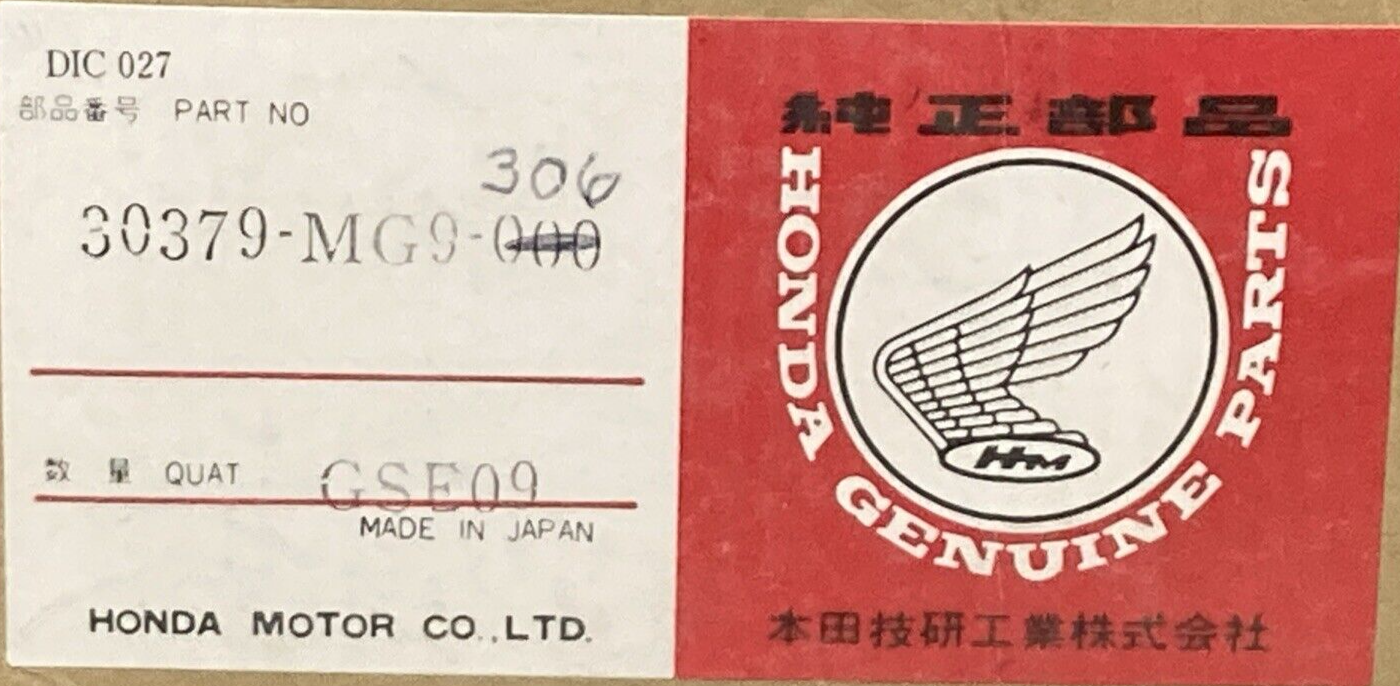 DIC 027
部品番号 PART NO
306
30379-MG9-000
数 量 QUAT GSE09
MADE IN JAPAN
HONDA MOTOR CO.,LTD.
純正部品
HONDA GENUINE PARTS
HM
本田技研工業株式会社